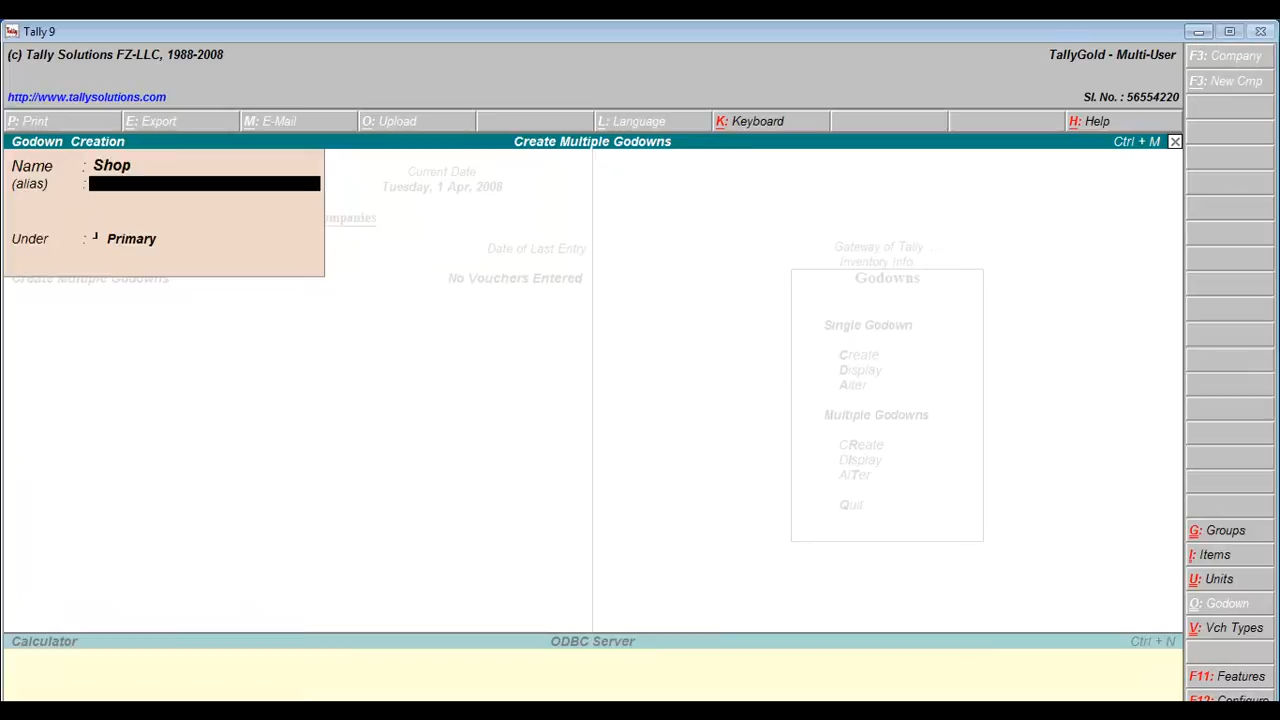 Tally 9
(c) Tally Solutions FZ-LLC, 1988-2008
TallyGold - Multi-User
http://www.tallysolutions.com
Sl. No. : 56554220
P: Print
E: Export
M: E-Mail
O: Upload
L: Language
K: Keyboard
H: Help
Godown Creation
Create Multiple Godowns
Ctrl + M
Name : Shop
(alias) :
Under : ┘ Primary
Current Date
Tuesday, 1 Apr, 2008
ompanies
Date of Last Entry
Create Multiple Godowns
No Vouchers Entered
Gateway of Tally ...
Inventory Info.
Godowns
Single Godown
Create
Display
Alter
Multiple Godowns
CReate
DIsplay
AlTer
Quit
F3: Company
F3: New Cmp
G: Groups
I: Items
U: Units
O: Godown
V: Vch Types
F11: Features
F12: Configure
Calculator
ODBC Server
Ctrl + N